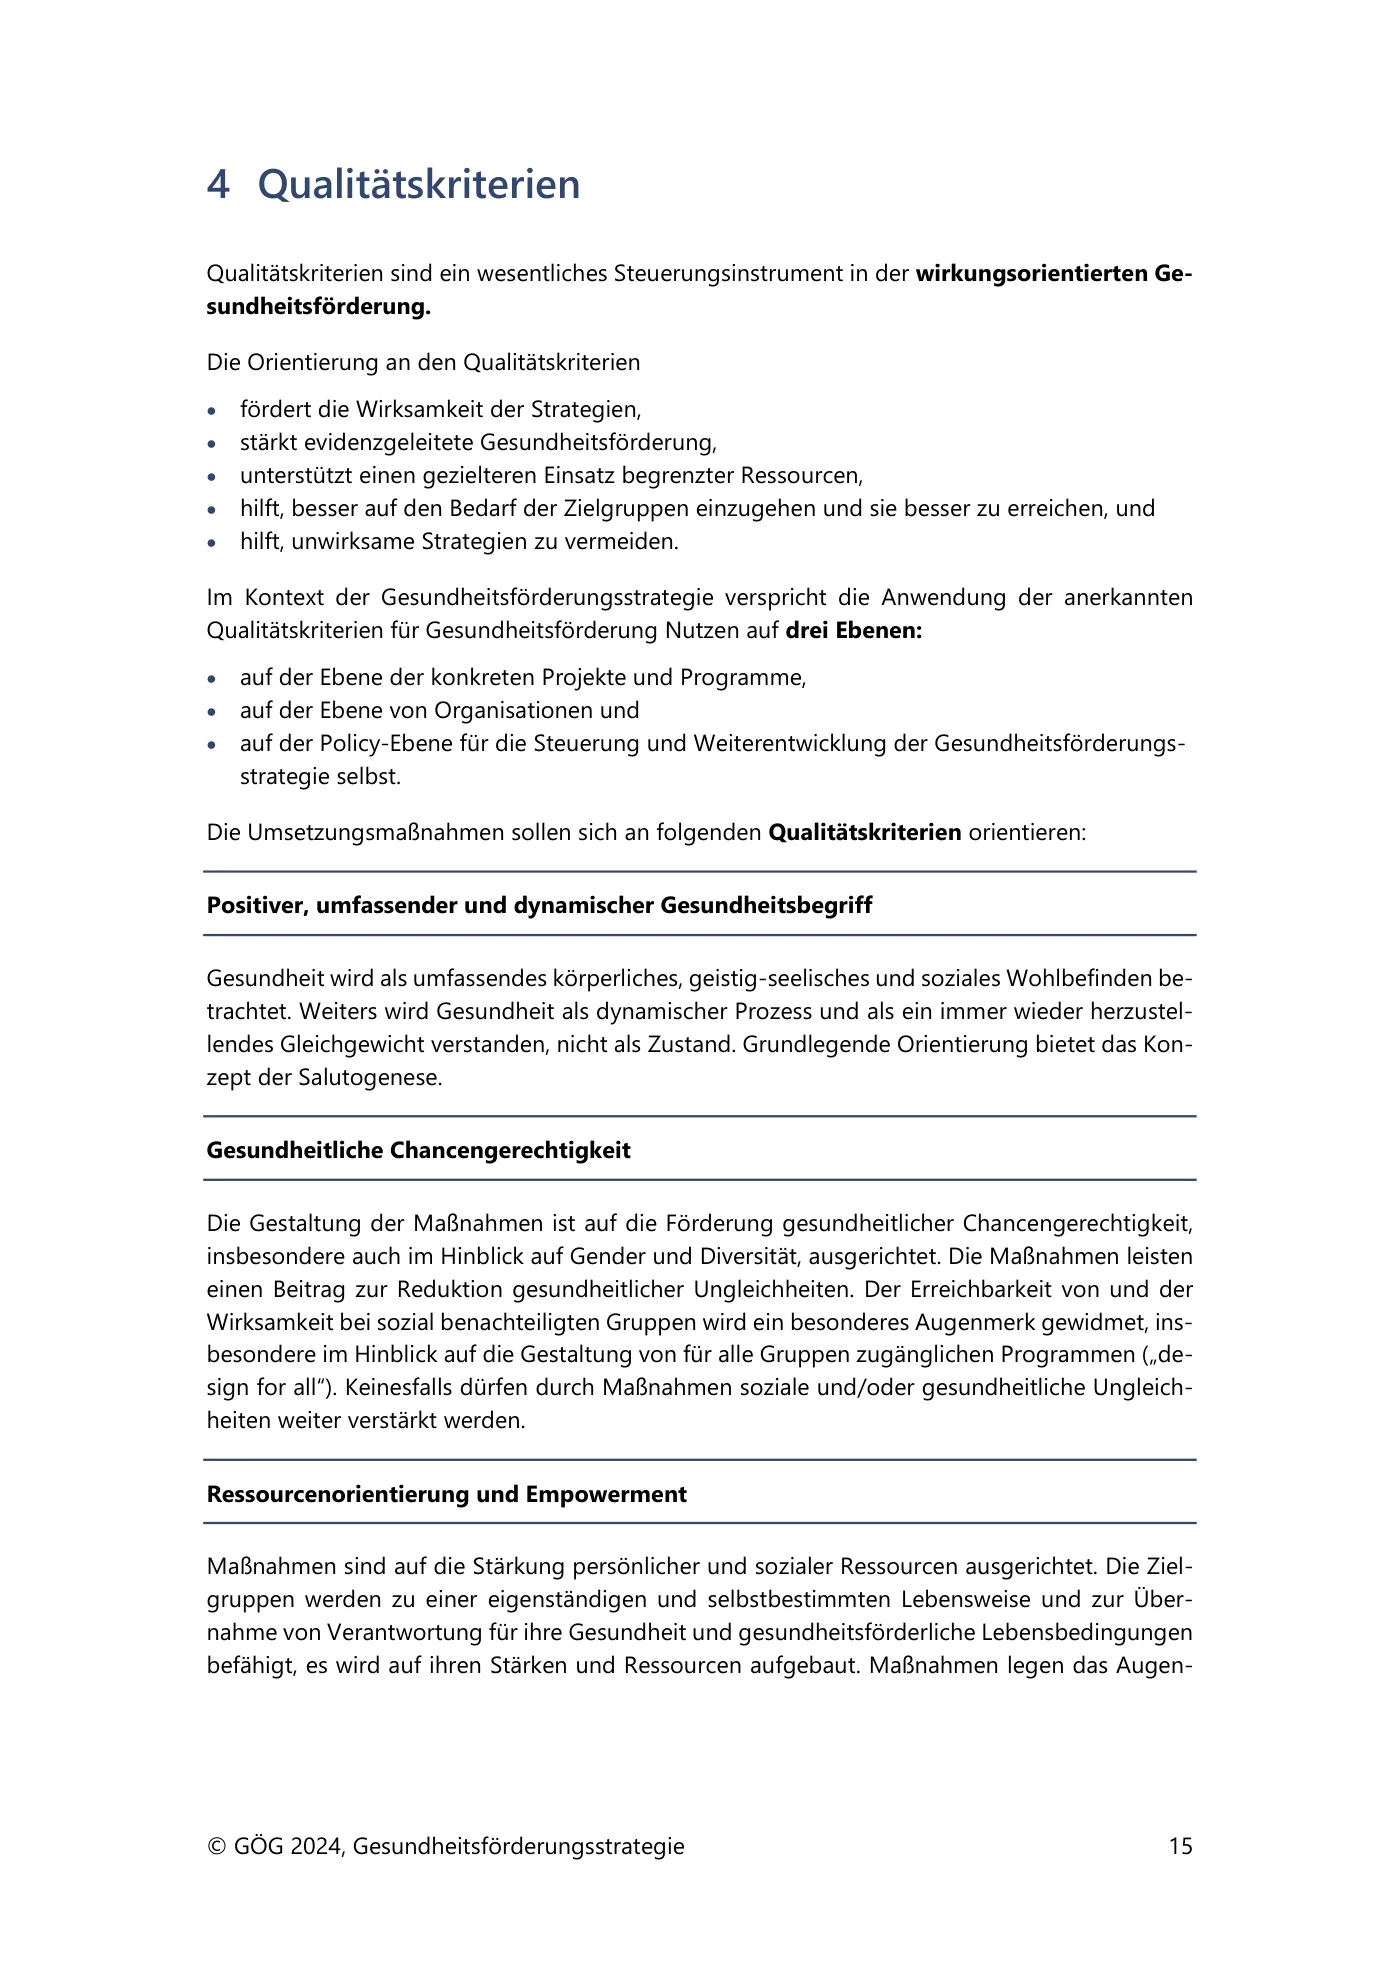 4 Qualitätskriterien
Qualitätskriterien sind ein wesentliches Steuerungsinstrument in der wirkungsorientierten Ge-
sundheitsförderung.
Die Orientierung an den Qualitätskriterien
• fördert die Wirksamkeit der Strategien,
• stärkt evidenzgeleitete Gesundheitsförderung,
• unterstützt einen gezielteren Einsatz begrenzter Ressourcen,
• hilft, besser auf den Bedarf der Zielgruppen einzugehen und sie besser zu erreichen, und
• hilft, unwirksame Strategien zu vermeiden.
Im Kontext der Gesundheitsförderungsstrategie verspricht die Anwendung der anerkannten
Qualitätskriterien für Gesundheitsförderung Nutzen auf drei Ebenen:
• auf der Ebene der konkreten Projekte und Programme,
• auf der Ebene von Organisationen und
• auf der Policy-Ebene für die Steuerung und Weiterentwicklung der Gesundheitsförderungs-
strategie selbst.
Die Umsetzungsmaßnahmen sollen sich an folgenden Qualitätskriterien orientieren:
Positiver, umfassender und dynamischer Gesundheitsbegriff
Gesundheit wird als umfassendes körperliches, geistig-seelisches und soziales Wohlbefinden be-
trachtet. Weiters wird Gesundheit als dynamischer Prozess und als ein immer wieder herzustel-
lendes Gleichgewicht verstanden, nicht als Zustand. Grundlegende Orientierung bietet das Kon-
zept der Salutogenese.
Gesundheitliche Chancengerechtigkeit
Die Gestaltung der Maßnahmen ist auf die Förderung gesundheitlicher Chancengerechtigkeit,
insbesondere auch im Hinblick auf Gender und Diversität, ausgerichtet. Die Maßnahmen leisten
einen Beitrag zur Reduktion gesundheitlicher Ungleichheiten. Der Erreichbarkeit von und der
Wirksamkeit bei sozial benachteiligten Gruppen wird ein besonderes Augenmerk gewidmet, ins-
besondere im Hinblick auf die Gestaltung von für alle Gruppen zugänglichen Programmen („de-
sign for all“). Keinesfalls dürfen durch Maßnahmen soziale und/oder gesundheitliche Ungleich-
heiten weiter verstärkt werden.
Ressourcenorientierung und Empowerment
Maßnahmen sind auf die Stärkung persönlicher und sozialer Ressourcen ausgerichtet. Die Ziel-
gruppen werden zu einer eigenständigen und selbstbestimmten Lebensweise und zur Über-
nahme von Verantwortung für ihre Gesundheit und gesundheitsförderliche Lebensbedingungen
befähigt, es wird auf ihren Stärken und Ressourcen aufgebaut. Maßnahmen legen das Augen-
© GÖG 2024, Gesundheitsförderungsstrategie 15